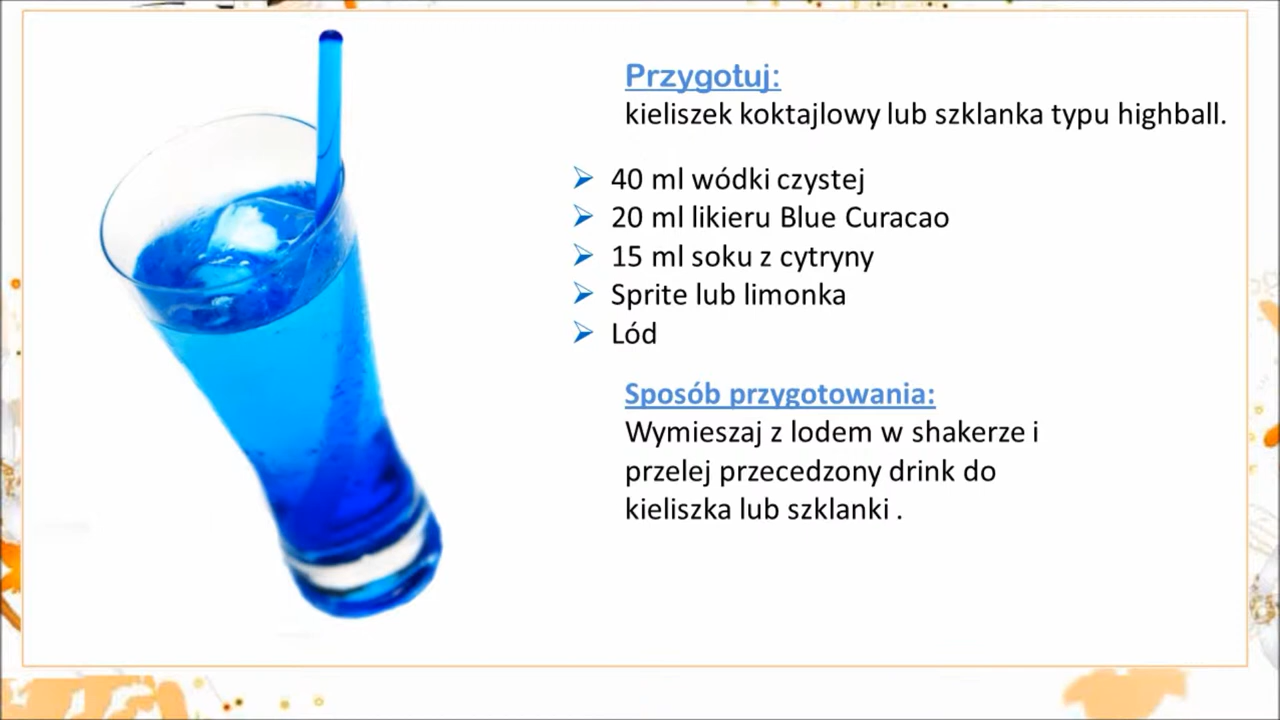 Przygotuj:
kieliszek koktajlowy lub szklanka typu highball.
40 ml wódki czystej
20 ml likieru Blue Curacao
15 ml soku z cytryny
Sprite lub limonka
Lód
Sposób przygotowania:
Wymieszaj z lodem w shakerze i
przelej przecedzony drink do
kieliszka lub szklanki .